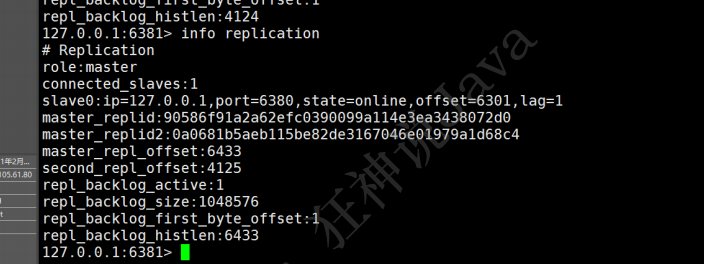 repl_backlog_first_byte_offset:1
repl_backlog_histlen:4124
127.0.0.1:6381> info replication
# Replication
role:master
connected_slaves:1
slave0:ip=127.0.0.1,port=6380,state=online,offset=6301,lag=1
master_replid:90586f91a2a62efc0390099a114e3ea3438072d0
master_replid2:0a0681b5aeb115be82de3167046e01979a1d68c4
master_repl_offset:6433
second_repl_offset:4125
repl_backlog_active:1
repl_backlog_size:1048576
repl_backlog_first_byte_offset:1
repl_backlog_histlen:6433
127.0.0.1:6381>
1年2月...
105.61.80
狂神说Java